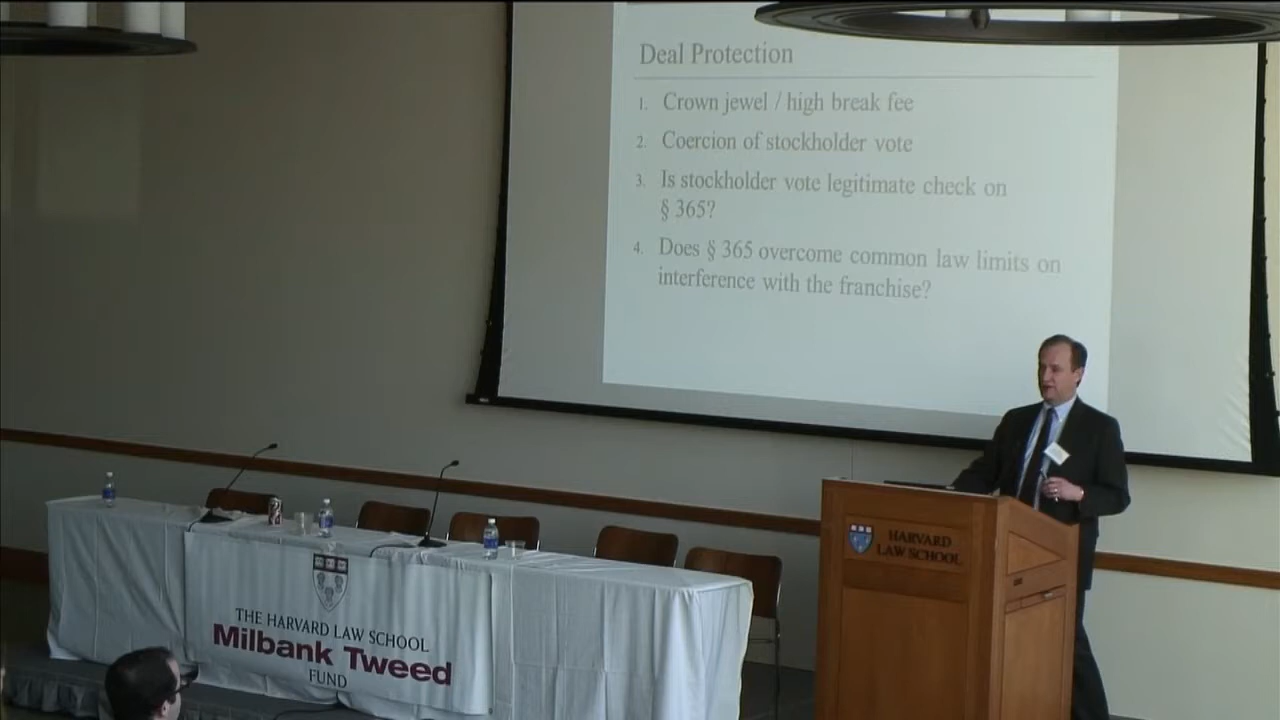 Deal Protection
1. Crown jewel / high break fee
2. Coercion of stockholder vote
3. Is stockholder vote legitimate check on
§ 365?
4. Does § 365 overcome common law limits on
interference with the franchise?
HARVARD
LAW SCHOOL
THE HARVARD LAW SCHOOL
Milbank Tweed
FUND